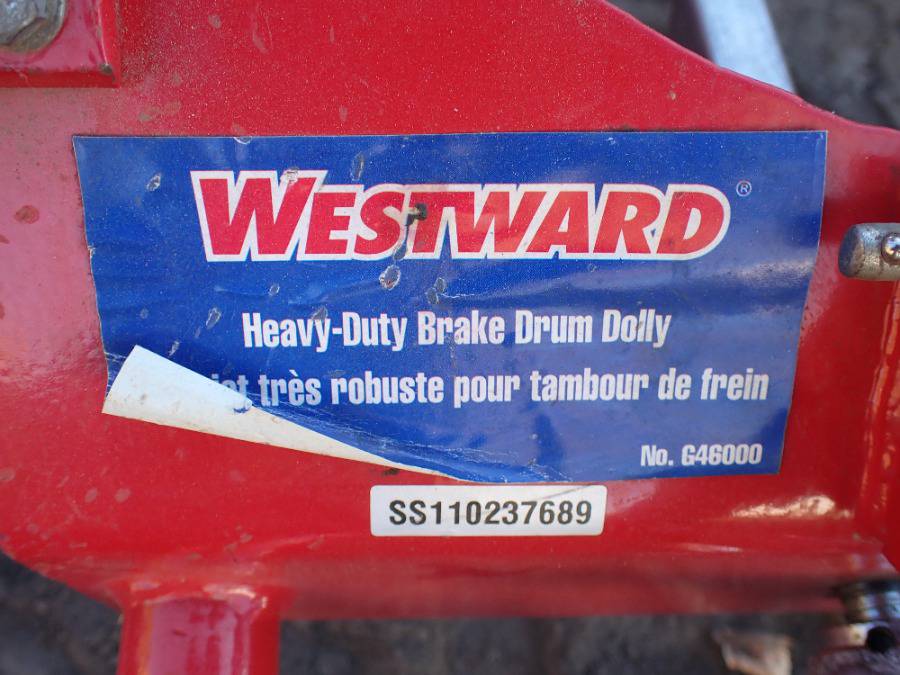 WESTWARD®
Heavy-Duty Brake Drum Dolly
très robuste pour tambour de frein
No. G46000
SS110237689